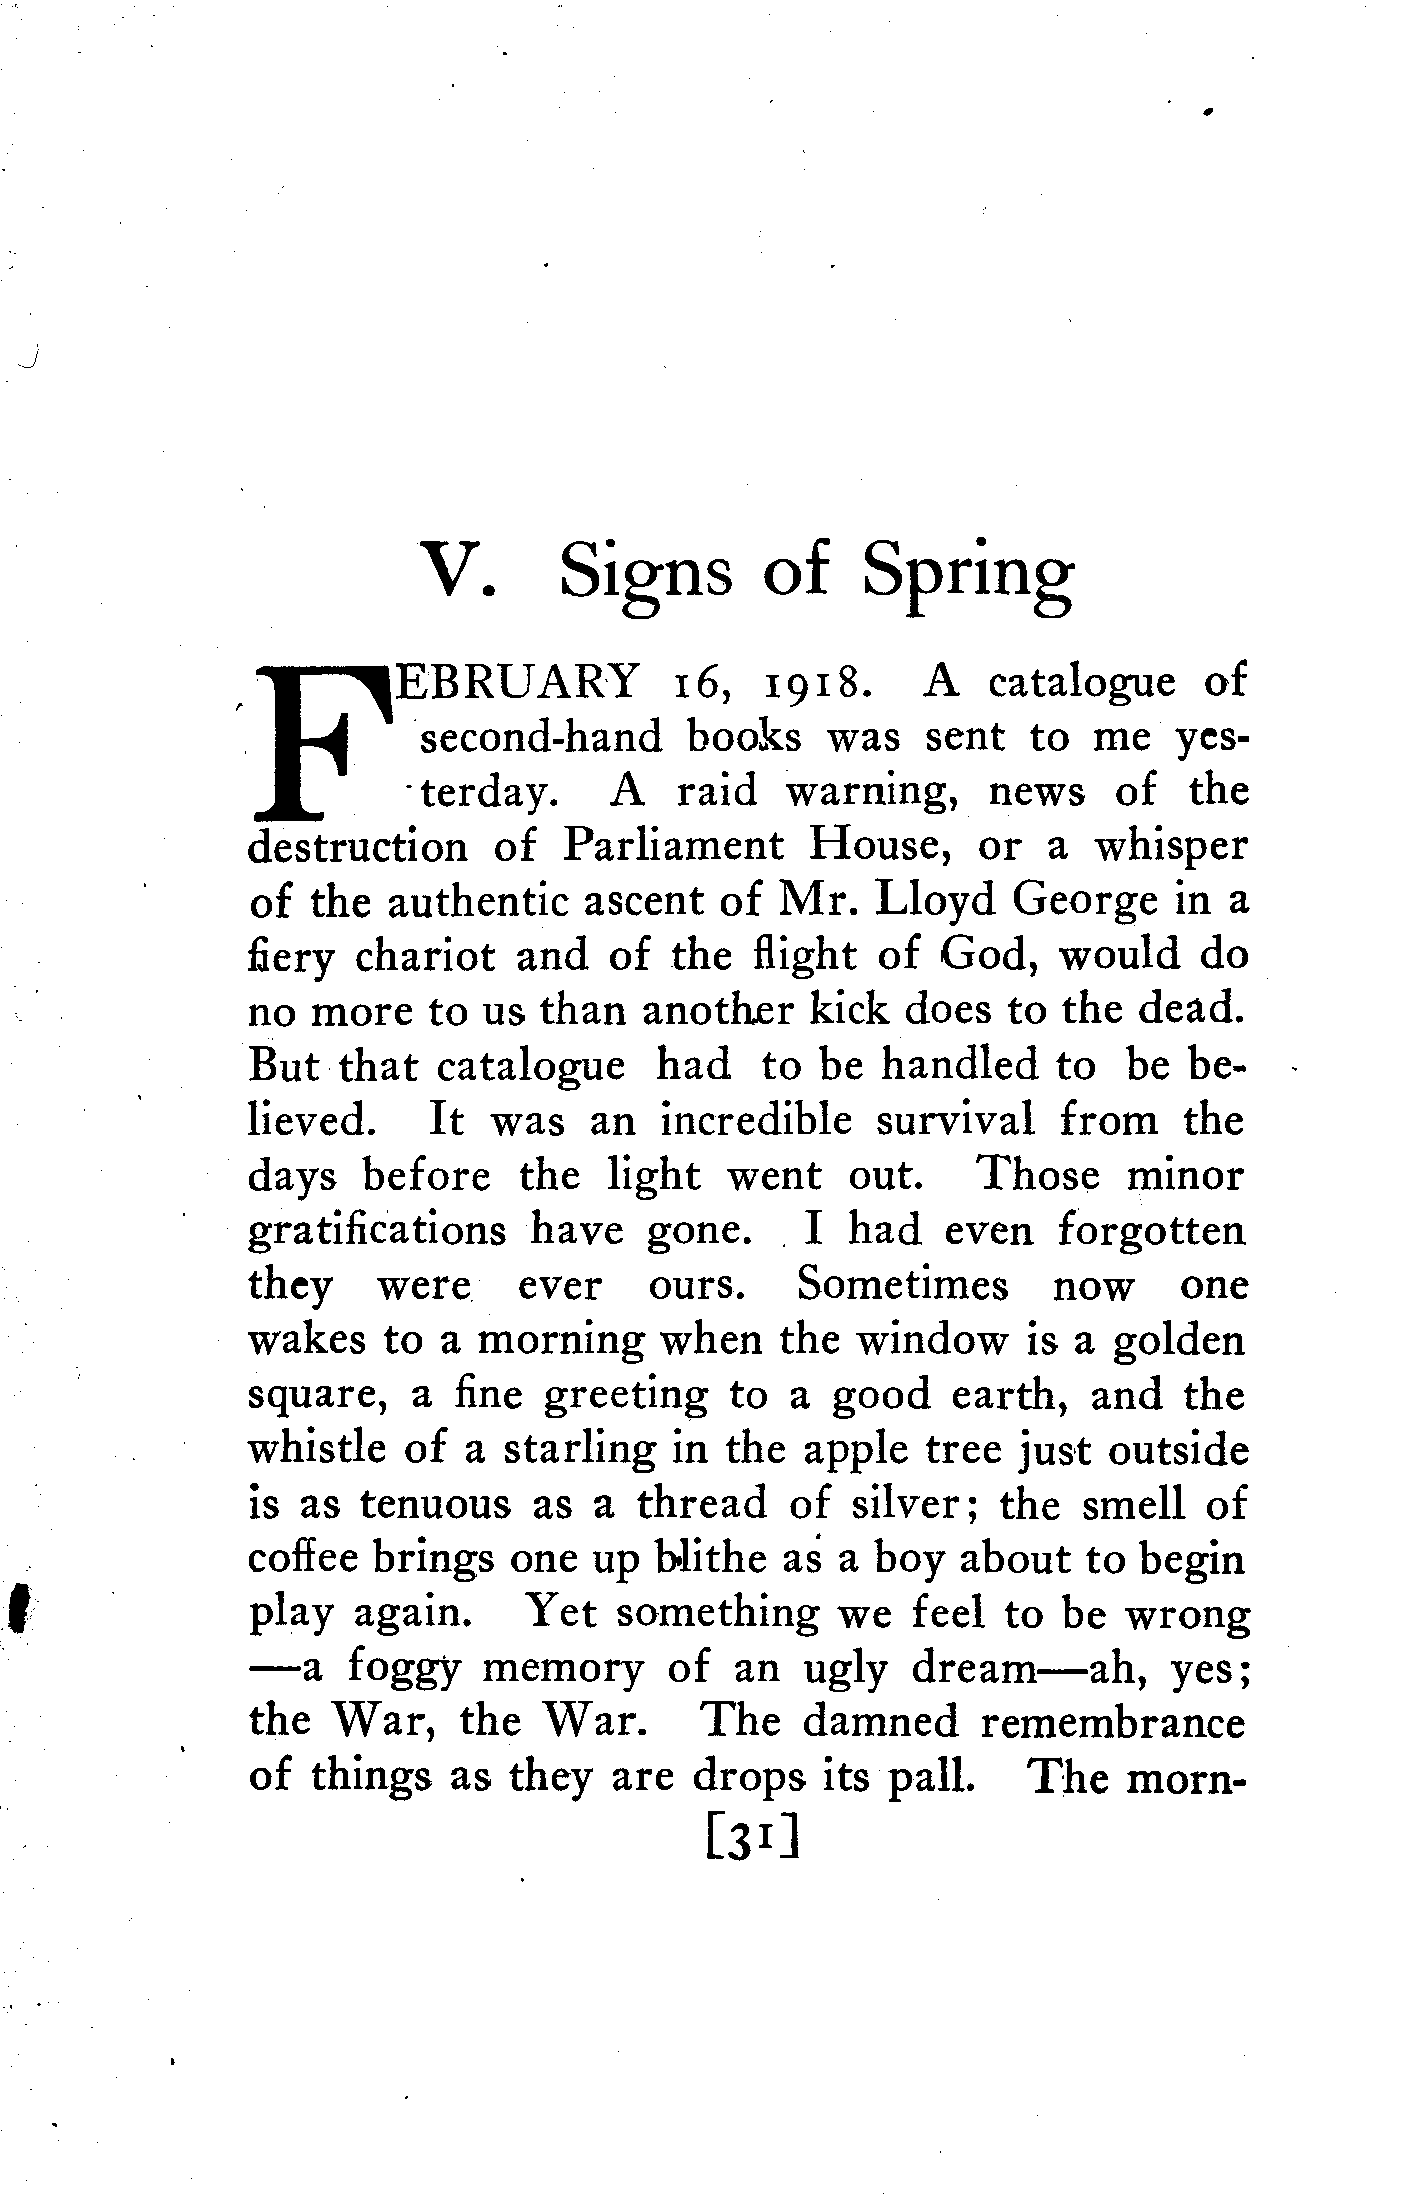 V. Signs of Spring
FEBRUARY 16, 1918. A catalogue of
second-hand books was sent to me yes-
terday. A raid warning, news of the
destruction of Parliament House, or a whisper
of the authentic ascent of Mr. Lloyd George in a
fiery chariot and of the flight of God, would do
no more to us than another kick does to the dead.
But that catalogue had to be handled to be be-
lieved. It was an incredible survival from the
days before the light went out. Those minor
gratifications have gone. I had even forgotten
they were ever ours. Sometimes now one
wakes to a morning when the window is a golden
square, a fine greeting to a good earth, and the
whistle of a starling in the apple tree just outside
is as tenuous as a thread of silver; the smell of
coffee brings one up blithe as a boy about to begin
play again. Yet something we feel to be wrong
—a foggy memory of an ugly dream—ah, yes;
the War, the War. The damned remembrance
of things as they are drops its pall. The morn-
[31]